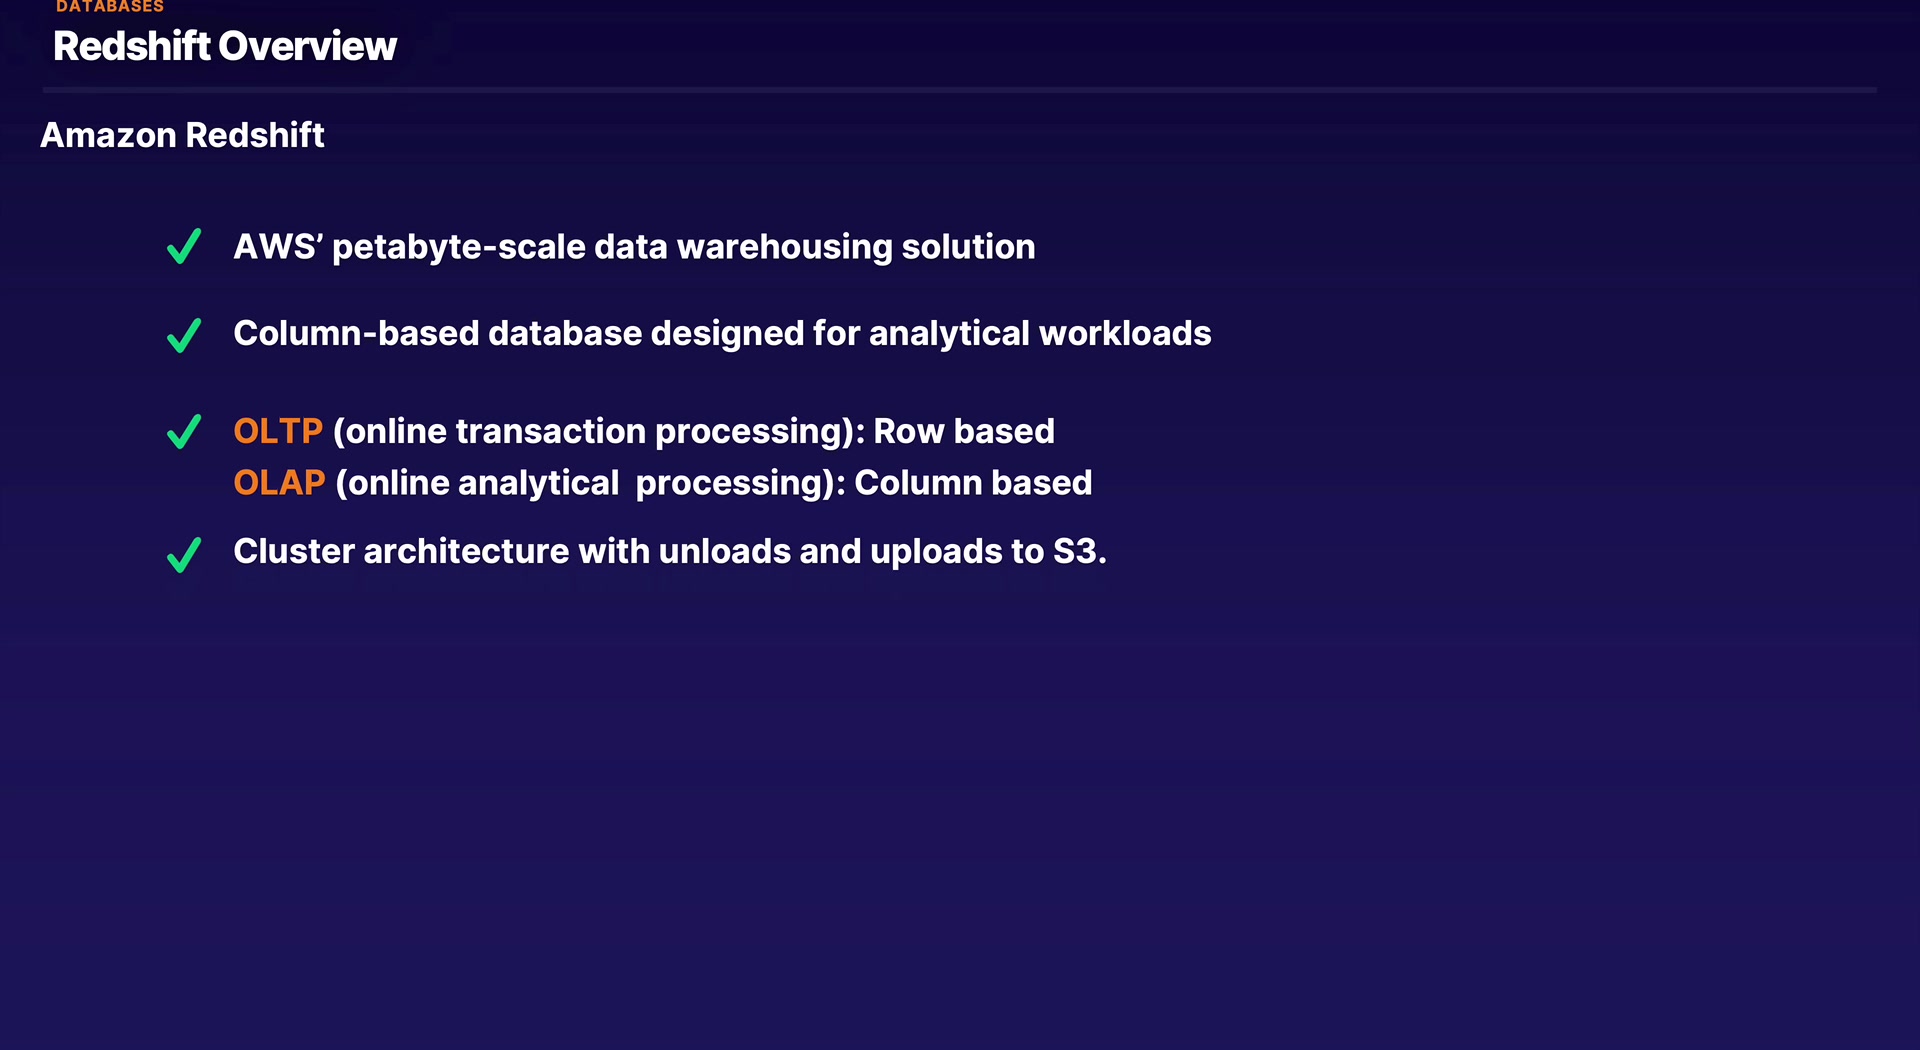 DATABASES
Redshift Overview
Amazon Redshift
AWS’ petabyte-scale data warehousing solution
Column-based database designed for analytical workloads
OLTP (online transaction processing): Row based
OLAP (online analytical  processing): Column based
Cluster architecture with unloads and uploads to S3.